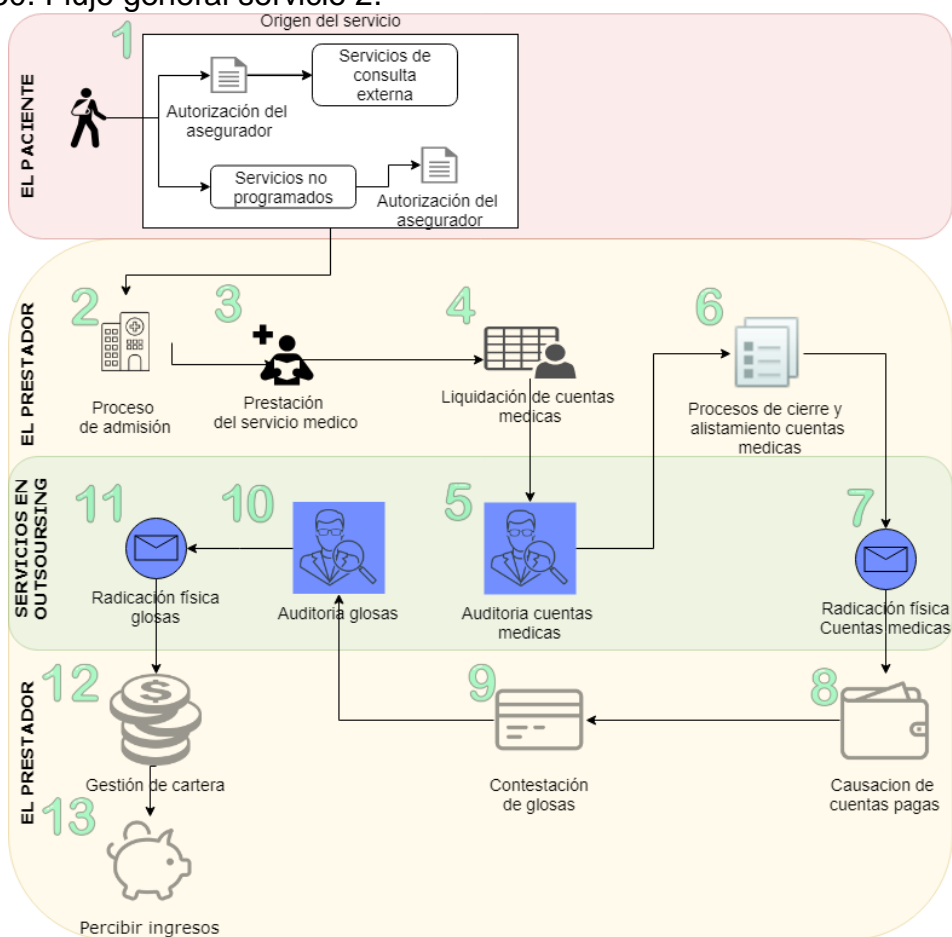 Origen del servicio
1
EL PACIENTE
Servicios de
consulta
externa
Autorización del
asegurador
Servicios no
programados
Autorización del
asegurador
EL PRESTADOR
2
Proceso
de admisión
3
Prestación
del servicio medico
4
Liquidación de cuentas
medicas
6
Procesos de cierre y
alistamiento cuentas
medicas
SERVICIOS EN
OUTSOURSING
11
Radicación física
glosas
10
Auditoria glosas
5
Auditoria cuentas
medicas
7
Radicación física
Cuentas medicas
EL PRESTADOR
12
Gestión de cartera
9
Contestación
de glosas
8
Causacion de
cuentas pagas
13
Percibir ingresos